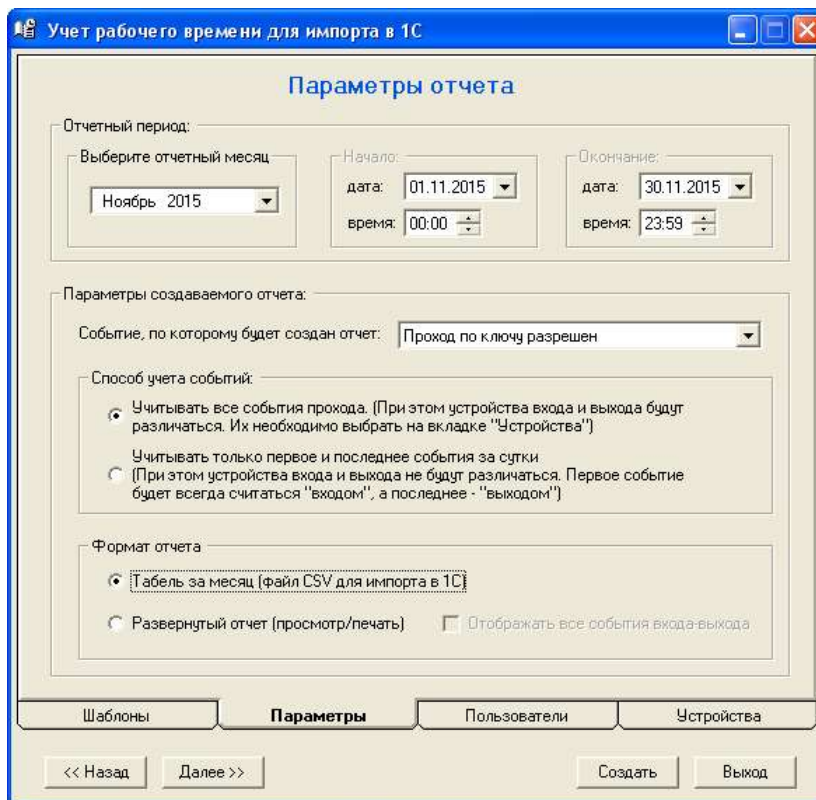 Учет рабочего времени для импорта в 1С
Параметры отчета
Отчетный период:
Выберите отчетный месяц
Ноябрь 2015
Начало:
дата: 01.11.2015
время: 00:00
Окончание:
дата: 30.11.2015
время: 23:59
Параметры создаваемого отчета:
Событие, по которому будет создан отчет: Проход по ключу разрешен
Способ учета событий:
Учитывать все события прохода. (При этом устройства входа и выхода будут
различаться. Их необходимо выбрать на вкладке "Устройства")
Учитывать только первое и последнее события за сутки
(При этом устройства входа и выхода не будут различаться. Первое событие
будет всегда считаться "входом", а последнее - "выходом")
Формат отчета
Табель за месяц (файл CSV для импорта в 1С)
Развернутый отчет (просмотр/печать) Отображать все события входа-выхода
Шаблоны Параметры Пользователи Устройства
<< Назад Далее >> Создать Выход